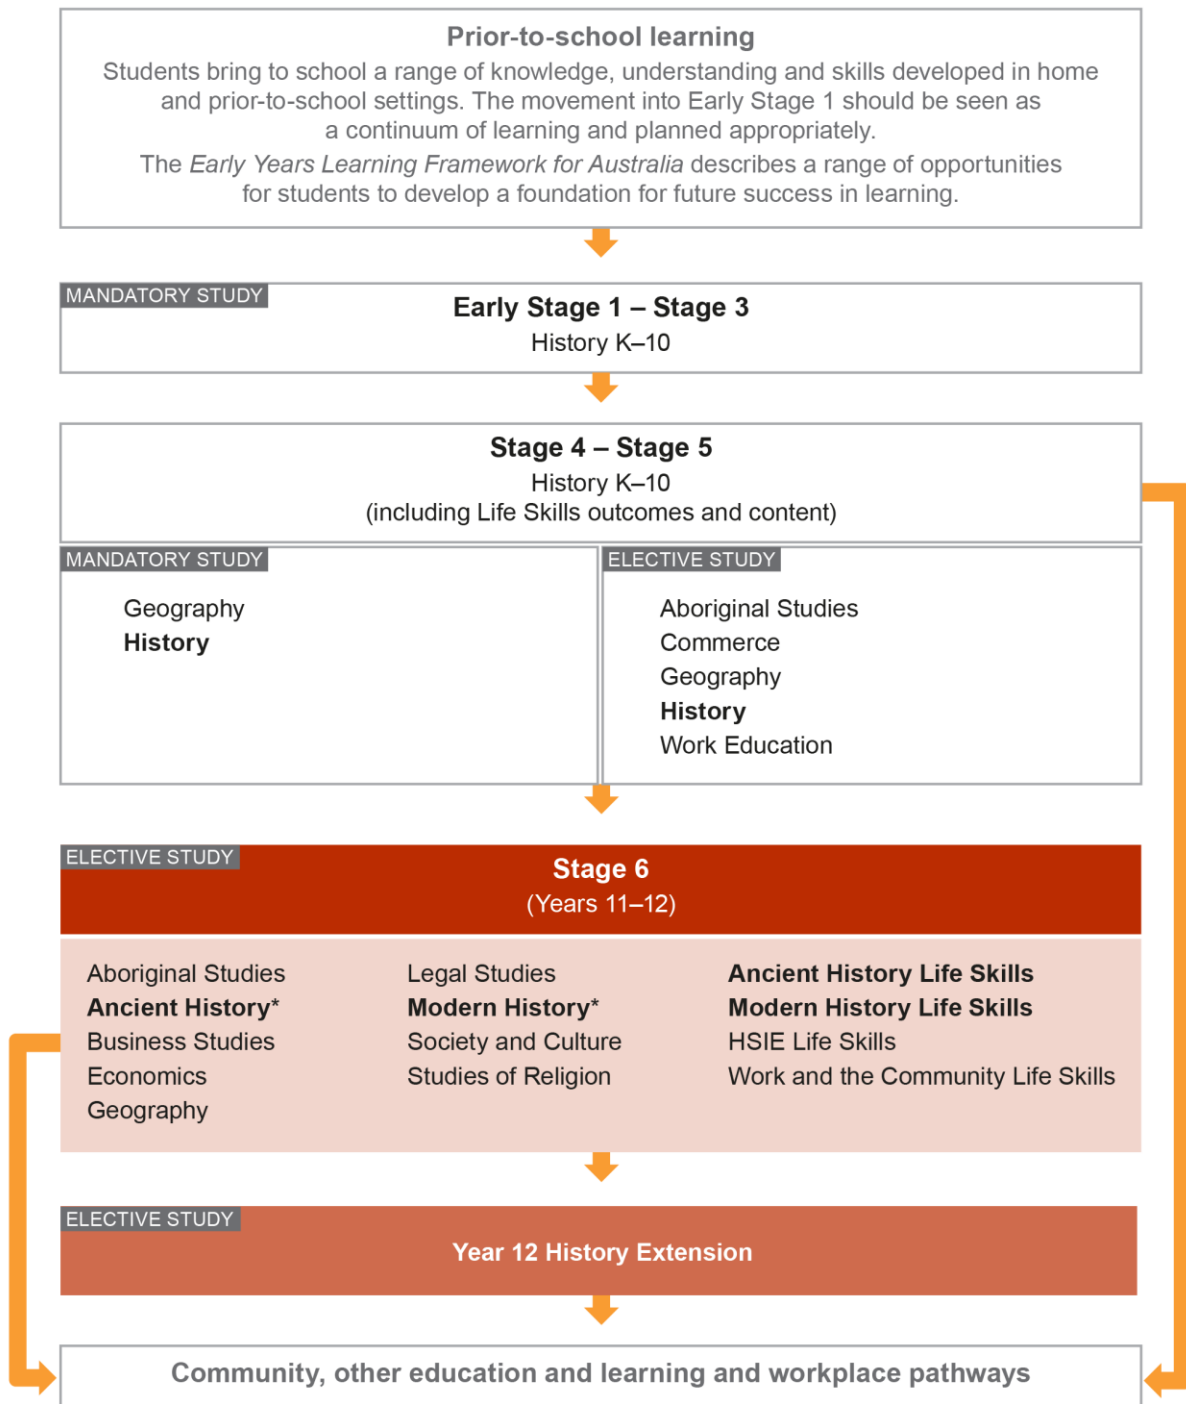 Prior-to-school learning
Students bring to school a range of knowledge, understanding and skills developed in home
and prior-to-school settings. The movement into Early Stage 1 should be seen as
a continuum of learning and planned appropriately.
The Early Years Learning Framework for Australia describes a range of opportunities
for students to develop a foundation for future success in learning.
MANDATORY STUDY
Early Stage 1 – Stage 3
History K–10
Stage 4 – Stage 5
History K–10
(including Life Skills outcomes and content)
MANDATORY STUDY
Geography
History
ELECTIVE STUDY
Aboriginal Studies
Commerce
Geography
History
Work Education
ELECTIVE STUDY
Stage 6
(Years 11–12)
Aboriginal Studies
Ancient History*
Business Studies
Economics
Geography
Legal Studies
Modern History*
Society and Culture
Studies of Religion
Ancient History Life Skills
Modern History Life Skills
HSIE Life Skills
Work and the Community Life Skills
ELECTIVE STUDY
Year 12 History Extension
Community, other education and learning and workplace pathways